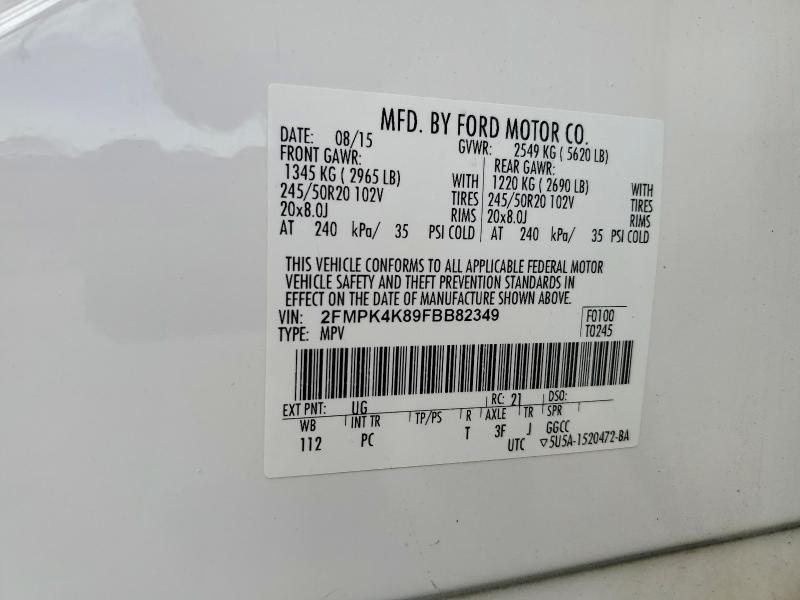 MFD. BY FORD MOTOR CO.
DATE: 08/15 GVWR: 2549 KG ( 5620 LB)
FRONT GAWR: REAR GAWR:
1345 KG ( 2965 LB) WITH 1220 KG ( 2690 LB) WITH
245/50R20 102V TIRES 245/50R20 102V TIRES
20x8.0J RIMS 20x8.0J RIMS
AT 240 kPa/ 35 PSI COLD AT 240 kPa/ 35 PSI COLD
THIS VEHICLE CONFORMS TO ALL APPLICABLE FEDERAL MOTOR
VEHICLE SAFETY AND THEFT PREVENTION STANDARDS IN
EFFECT ON THE DATE OF MANUFACTURE SHOWN ABOVE.
VIN: 2FMPK4K89FBB82349 F0100
TYPE: MPV T0245
EXT PNT: UG RC: 21 DSO:
WB INT TR TP/PS R AXLE TR SPR
112 PC T 3F J GGCC
UTC ▽5U5A-1520472-BA